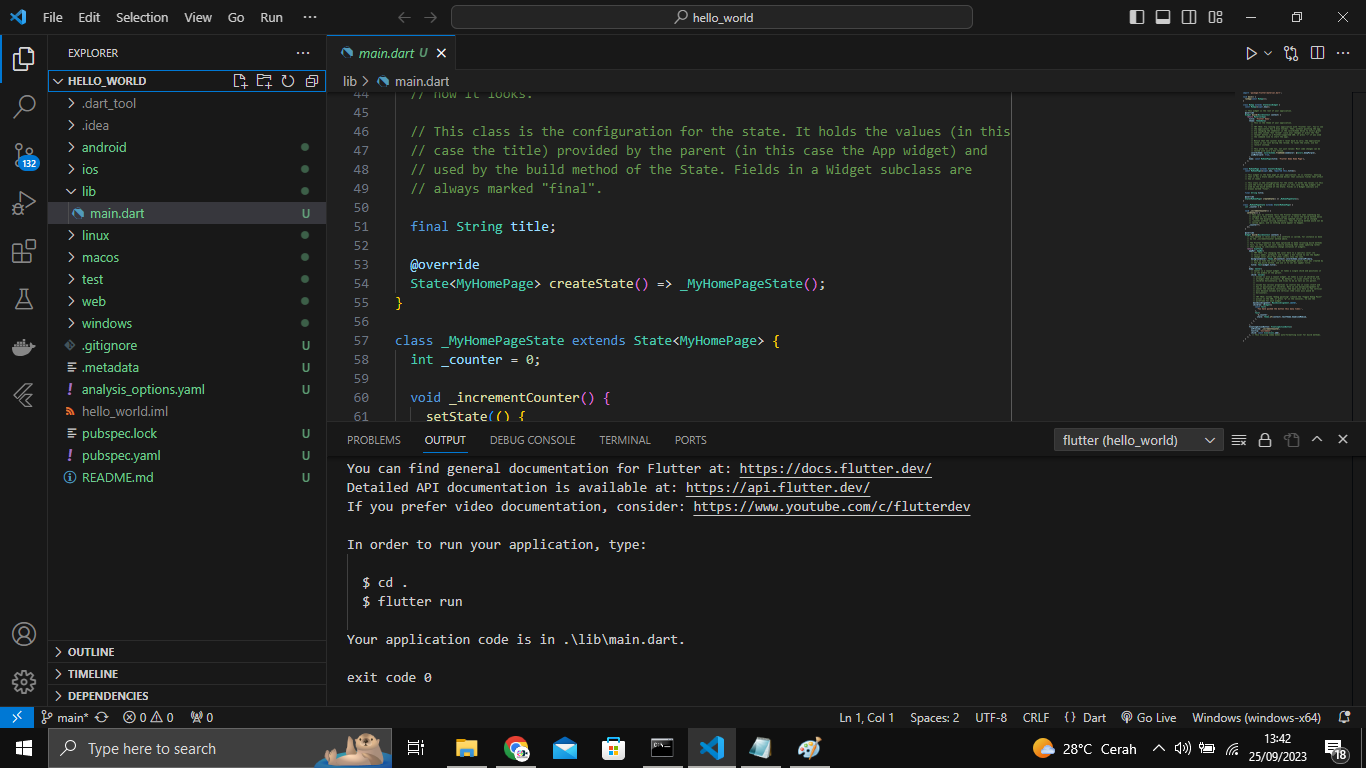 File Edit Selection View Go Run ···
hello_world
EXPLORER
HELLO_WORLD
.dart_tool
.idea
android
ios
lib
main.dart U
linux
macos
test
web
windows
.gitignore U
.metadata U
analysis_options.yaml U
hello_world.iml
pubspec.lock U
pubspec.yaml U
README.md U
OUTLINE
TIMELINE
DEPENDENCIES
132
main.dart U
lib > main.dart
44 // how it looks.
45
46 // This class is the configuration for the state. It holds the values (in this
47 // case the title) provided by the parent (in this case the App widget) and
48 // used by the build method of the State. Fields in a Widget subclass are
49 // always marked "final".
50
51 final String title;
52
53 @override
54 State<MyHomePage> createState() => _MyHomePageState();
55 }
56
57 class _MyHomePageState extends State<MyHomePage> {
58 int _counter = 0;
59
60 void _incrementCounter() {
61 setState(() {
PROBLEMS OUTPUT DEBUG CONSOLE TERMINAL PORTS
flutter (hello_world)
You can find general documentation for Flutter at: https://docs.flutter.dev/
Detailed API documentation is available at: https://api.flutter.dev/
If you prefer video documentation, consider: https://www.youtube.com/c/flutterdev
In order to run your application, type:
$ cd .
$ flutter run
Your application code is in .\lib\main.dart.
exit code 0
main* 0 0 0
Ln 1, Col 1 Spaces: 2 UTF-8 CRLF {} Dart Go Live Windows (windows-x64)
Type here to search
28°C Cerah
13:42
25/09/2023
18